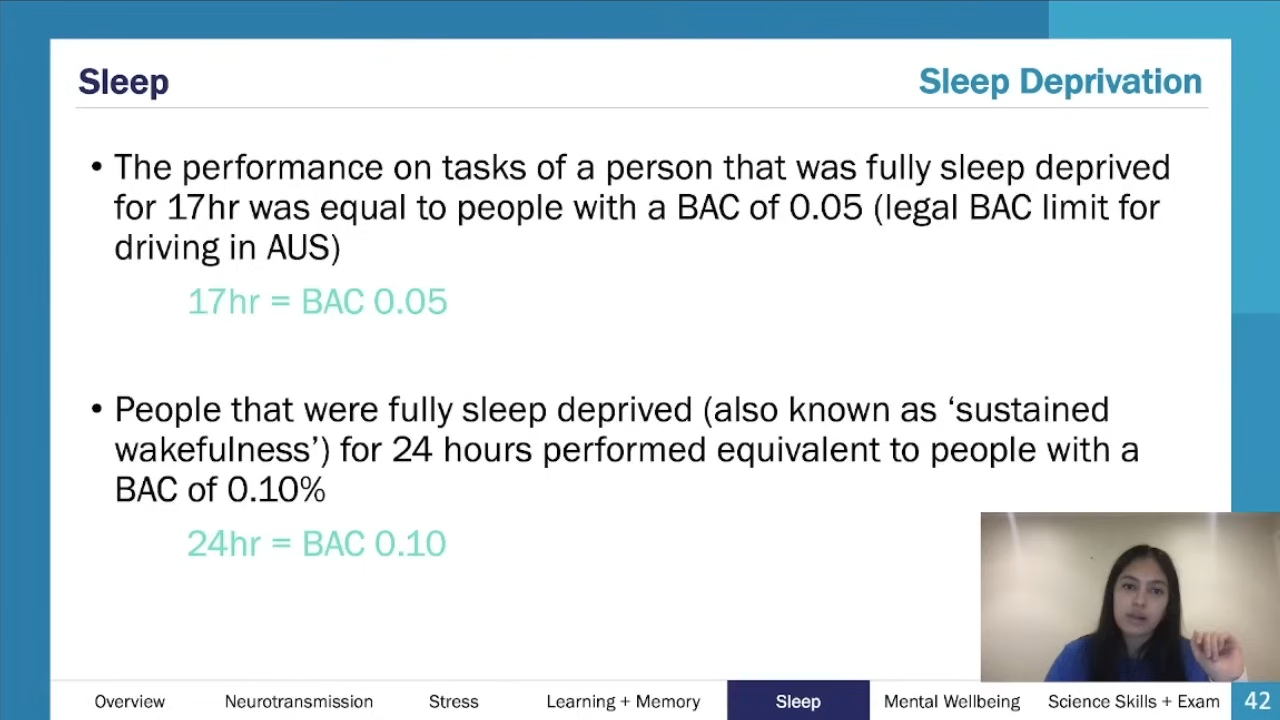 Sleep
Sleep Deprivation
• The performance on tasks of a person that was fully sleep deprived
for 17hr was equal to people with a BAC of 0.05 (legal BAC limit for
driving in AUS)
17hr = BAC 0.05
• People that were fully sleep deprived (also known as ‘sustained
wakefulness’) for 24 hours performed equivalent to people with a
BAC of 0.10%
24hr = BAC 0.10
Overview
Neurotransmission
Stress
Learning + Memory
Sleep
Mental Wellbeing
Science Skills + Exam
42